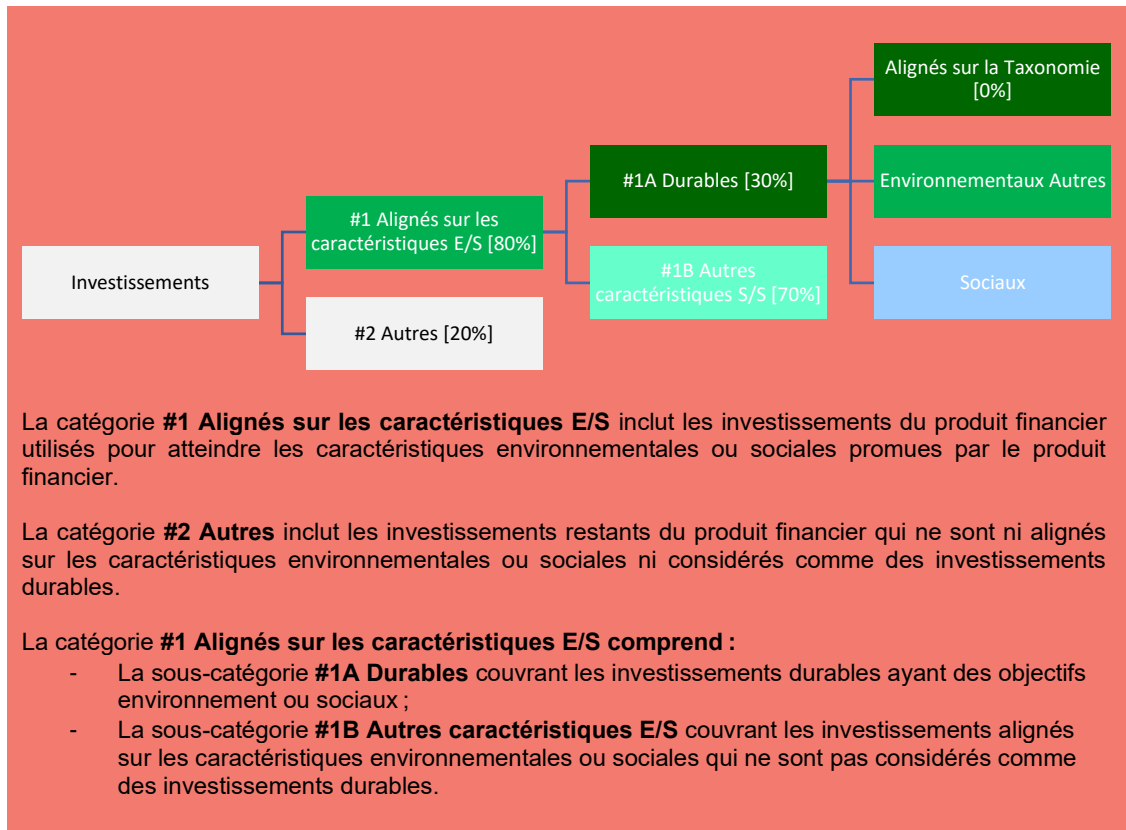 Alignés sur la Taxonomie
[0%]
#1A Durables [30%]
Environnementaux Autres
#1 Alignés sur les
caractéristiques E/S [80%]
#1B Autres
caractéristiques S/S [70%]
Sociaux
Investissements
#2 Autres [20%]
La catégorie #1 Alignés sur les caractéristiques E/S inclut les investissements du produit financier
utilisés pour atteindre les caractéristiques environnementales ou sociales promues par le produit
financier.
La catégorie #2 Autres inclut les investissements restants du produit financier qui ne sont ni alignés
sur les caractéristiques environnementales ou sociales ni considérés comme des investissements
durables.
La catégorie #1 Alignés sur les caractéristiques E/S comprend :
- La sous-catégorie #1A Durables couvrant les investissements durables ayant des objectifs
environnement ou sociaux ;
- La sous-catégorie #1B Autres caractéristiques E/S couvrant les investissements alignés
sur les caractéristiques environnementales ou sociales qui ne sont pas considérés comme
des investissements durables.